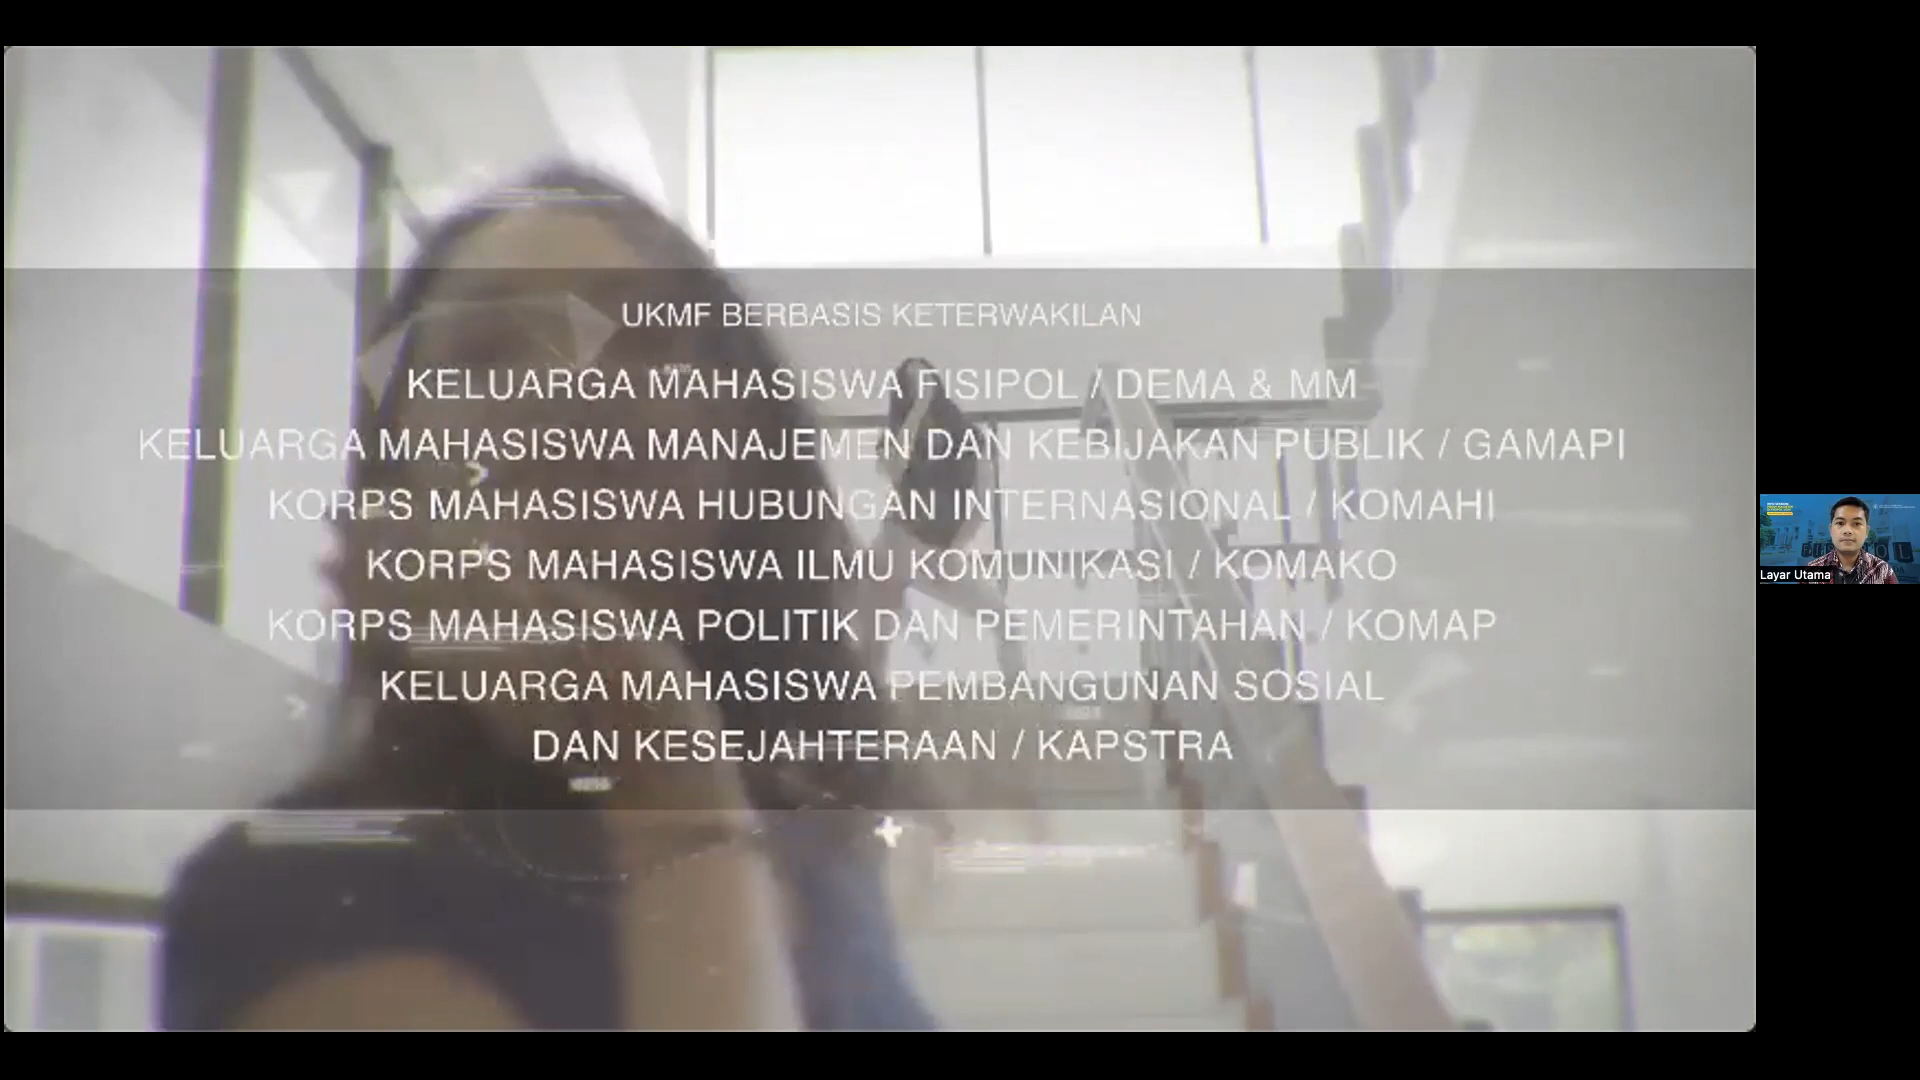 UKMF BERBASIS KETERWAKILAN
KELUARGA MAHASISWA FISIPOL / DEMA & MM
KELUARGA MAHASISWA MANAJEMEN DAN KEBIJAKAN PUBLIK / GAMAPI
KORPS MAHASISWA HUBUNGAN INTERNASIONAL / KOMAHI
KORPS MAHASISWA ILMU KOMUNIKASI / KOMAKO
KORPS MAHASISWA POLITIK DAN PEMERINTAHAN / KOMAP
KELUARGA MAHASISWA PEMBANGUNAN SOSIAL
DAN KESEJAHTERAAN / KAPSTRA
Layar Utama